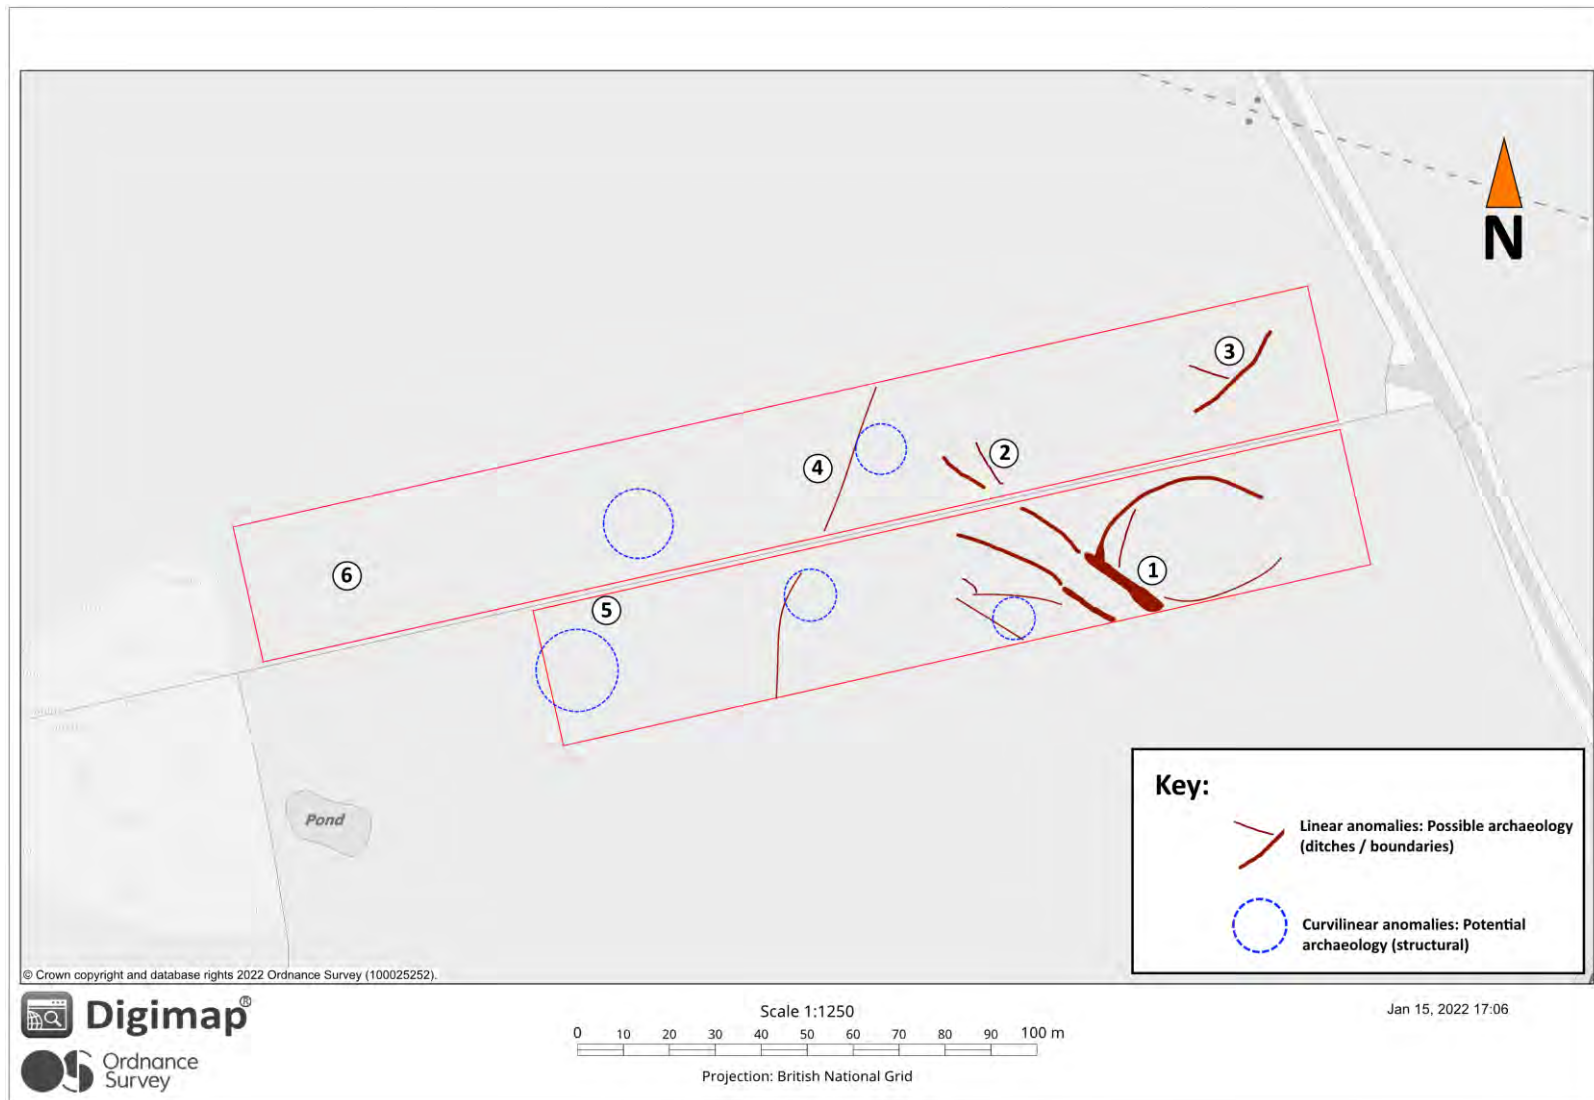 N
3
2
4
1
6
5
Pond
Key:
Linear anomalies: Possible archaeology
(ditches / boundaries)
Curvilinear anomalies: Potential
archaeology (structural)
© Crown copyright and database rights 2022 Ordnance Survey (100025252).
Digimap®
Ordnance
Survey
Scale 1:1250
0 10 20 30 40 50 60 70 80 90 100 m
Projection: British National Grid
Jan 15, 2022 17:06